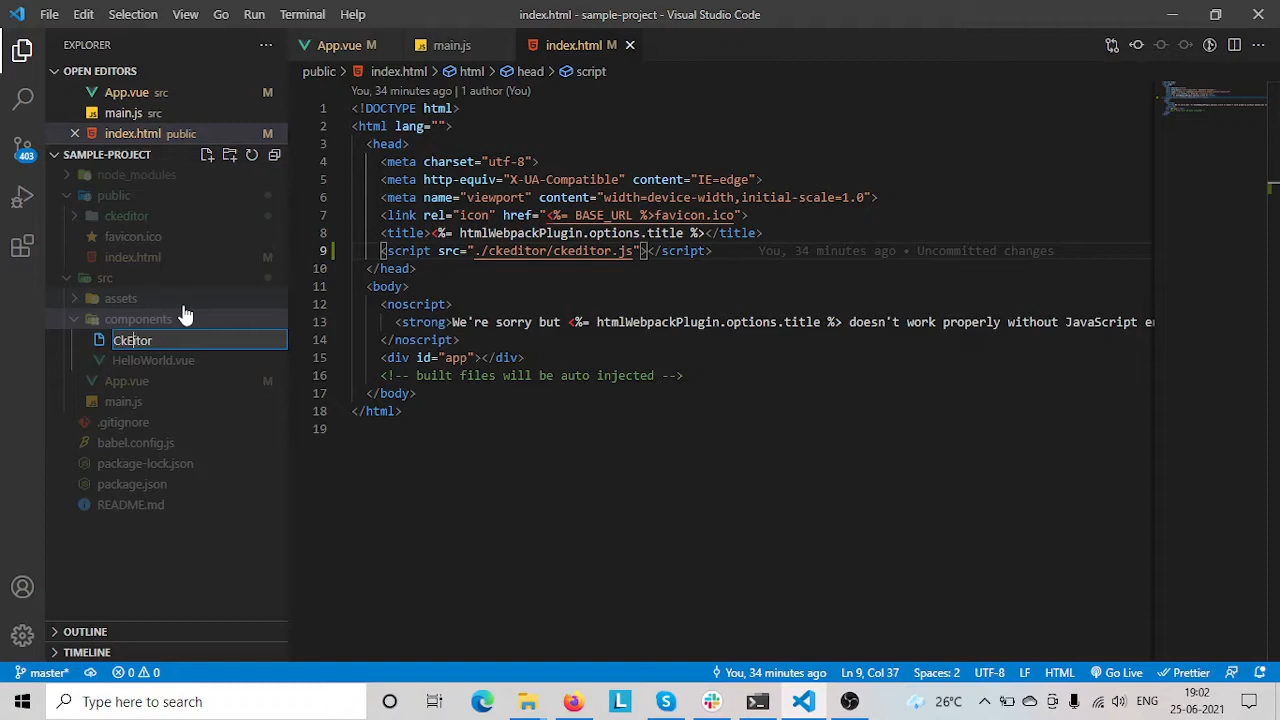 File Edit Selection View Go Run Terminal Help index.html - sample-project - Visual Studio Code
EXPLORER
App.vue M main.js index.html M
OPEN EDITORS
public > index.html > html > head > script
App.vue src M
You, 34 minutes ago | 1 author (You)
main.js src
1 <!DOCTYPE html>
2 <html lang="">
index.html public M
3 <head>
SAMPLE-PROJECT
403
4 <meta charset="utf-8">
node_modules
5 <meta http-equiv="X-UA-Compatible" content="IE=edge">
public
6 <meta name="viewport" content="width=device-width,initial-scale=1.0">
ckeditor
7 <link rel="icon" href="<%= BASE_URL %>favicon.ico">
favicon.ico
8 <title><%= htmlWebpackPlugin.options.title %></title>
index.html M
9 <script src="./ckeditor/ckeditor.js"></script> You, 34 minutes ago • Uncommitted changes
src
10 </head>
11 <body>
assets
12 <noscript>
components
13 <strong>We're sorry but <%= htmlWebpackPlugin.options.title %> doesn't work properly without JavaScript en
CkEitor
14 </noscript>
HelloWorld.vue
15 <div id="app"></div>
App.vue M
16 <!-- built files will be auto injected -->
main.js
17 </body>
.gitignore
18 </html>
babel.config.js
19
package-lock.json
package.json
README.md
OUTLINE
TIMELINE
master* 0 0 You, 34 minutes ago Ln 9, Col 37 Spaces: 2 UTF-8 LF HTML Go Live Prettier
Type here to search L S 26°C ENG 19:02
25-06-2021